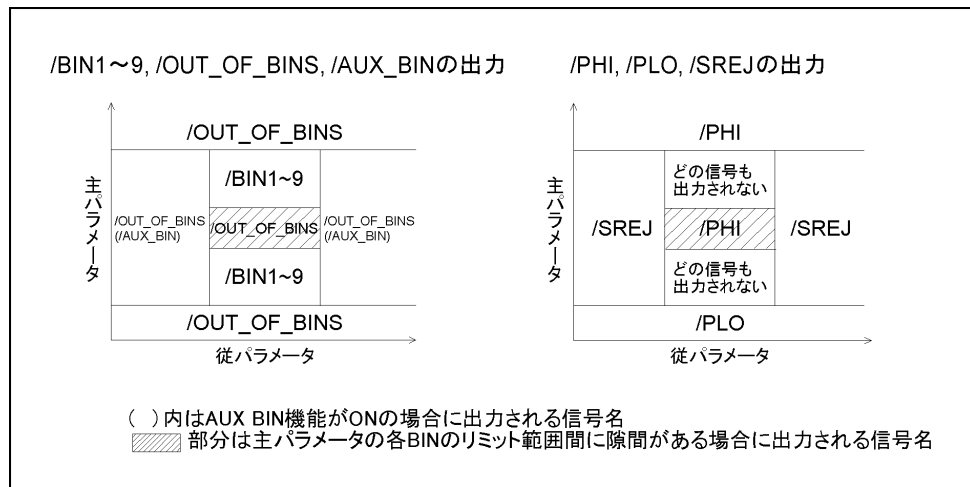 /BIN1～9, /OUT_OF_BINS, /AUX_BINの出力
/OUT_OF_BINS
主パラメータ
/BIN1~9
/OUT_OF_BINS
(/AUX_BIN)
/OUT_OF_BINS
/OUT_OF_BINS
(/AUX_BIN)
/BIN1~9
/OUT_OF_BINS
従パラメータ
/PHI, /PLO, /SREJの出力
/PHI
主パラメータ
どの信号も
出力されない
/SREJ
/PHI
/SREJ
どの信号も
出力されない
/PLO
従パラメータ
(　)内はAUX BIN機能がONの場合に出力される信号名
部分は主パラメータの各BINのリミット範囲間に隙間がある場合に出力される信号名